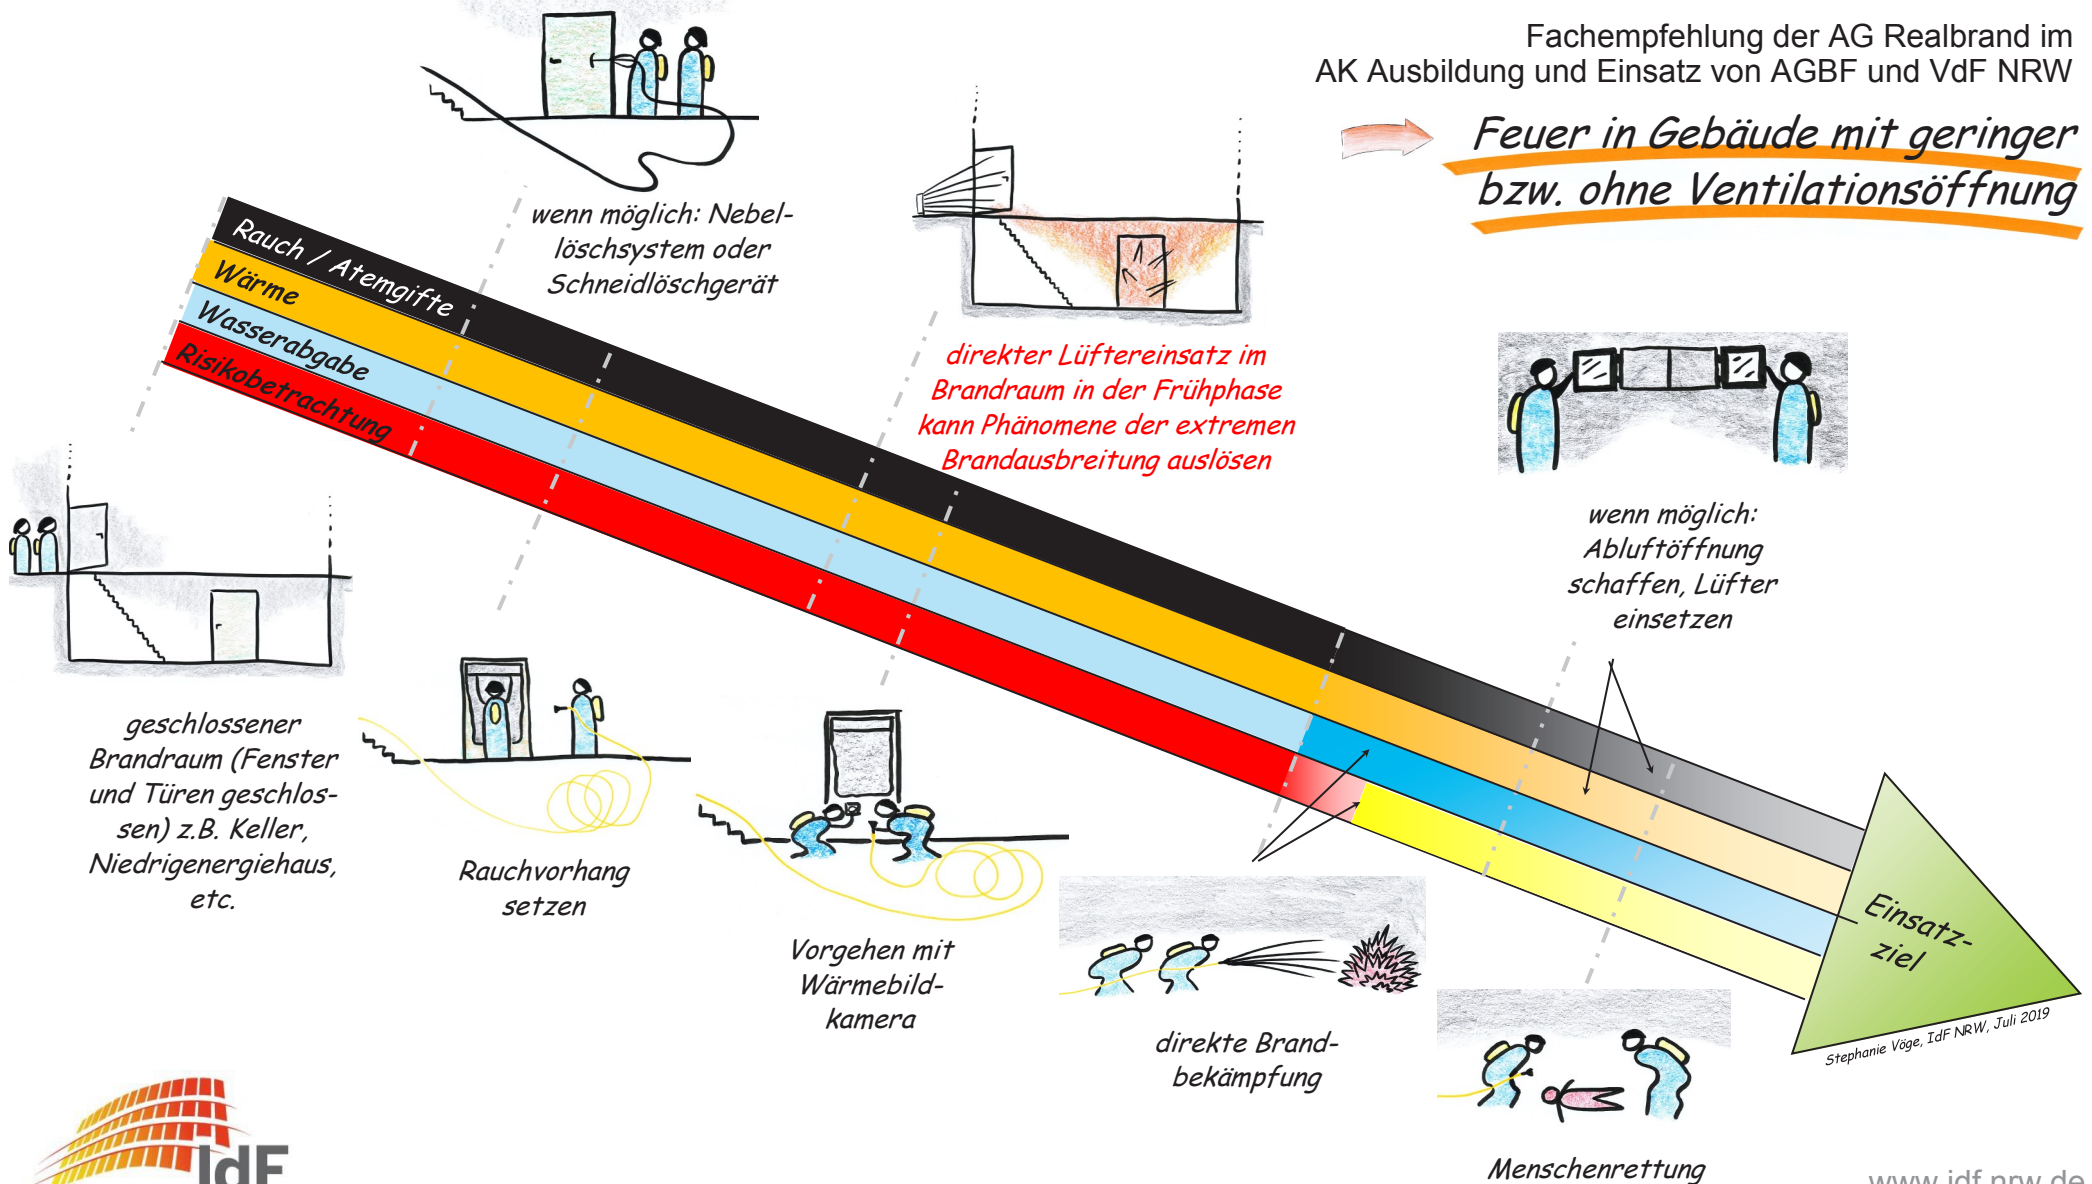 Fachempfehlung der AG Realbrand im
AK Ausbildung und Einsatz von AGBF und VdF NRW
Feuer in Gebäude mit geringer
bzw. ohne Ventilationsöffnung
wenn möglich: Nebel-
löschsystem oder
Schneidlöschgerät
Rauch / Atemgifte
Wärme
Wasserabgabe
Risikobetrachtung
direkter Lüftereinsatz im
Brandraum in der Frühphase
kann Phänomene der extremen
Brandausbreitung auslösen
wenn möglich:
Abluftöffnung
schaffen, Lüfter
einsetzen
geschlossener
Brandraum (Fenster
und Türen geschlos-
sen) z.B. Keller,
Niedrigenergiehaus,
etc.
Rauchvorhang
setzen
Vorgehen mit
Wärmebild-
kamera
direkte Brand-
bekämpfung
Menschenrettung
Einsatz-
ziel
Stephanie Vöge, IdF NRW, Juli 2019
IdF
www.idf.nrw.de